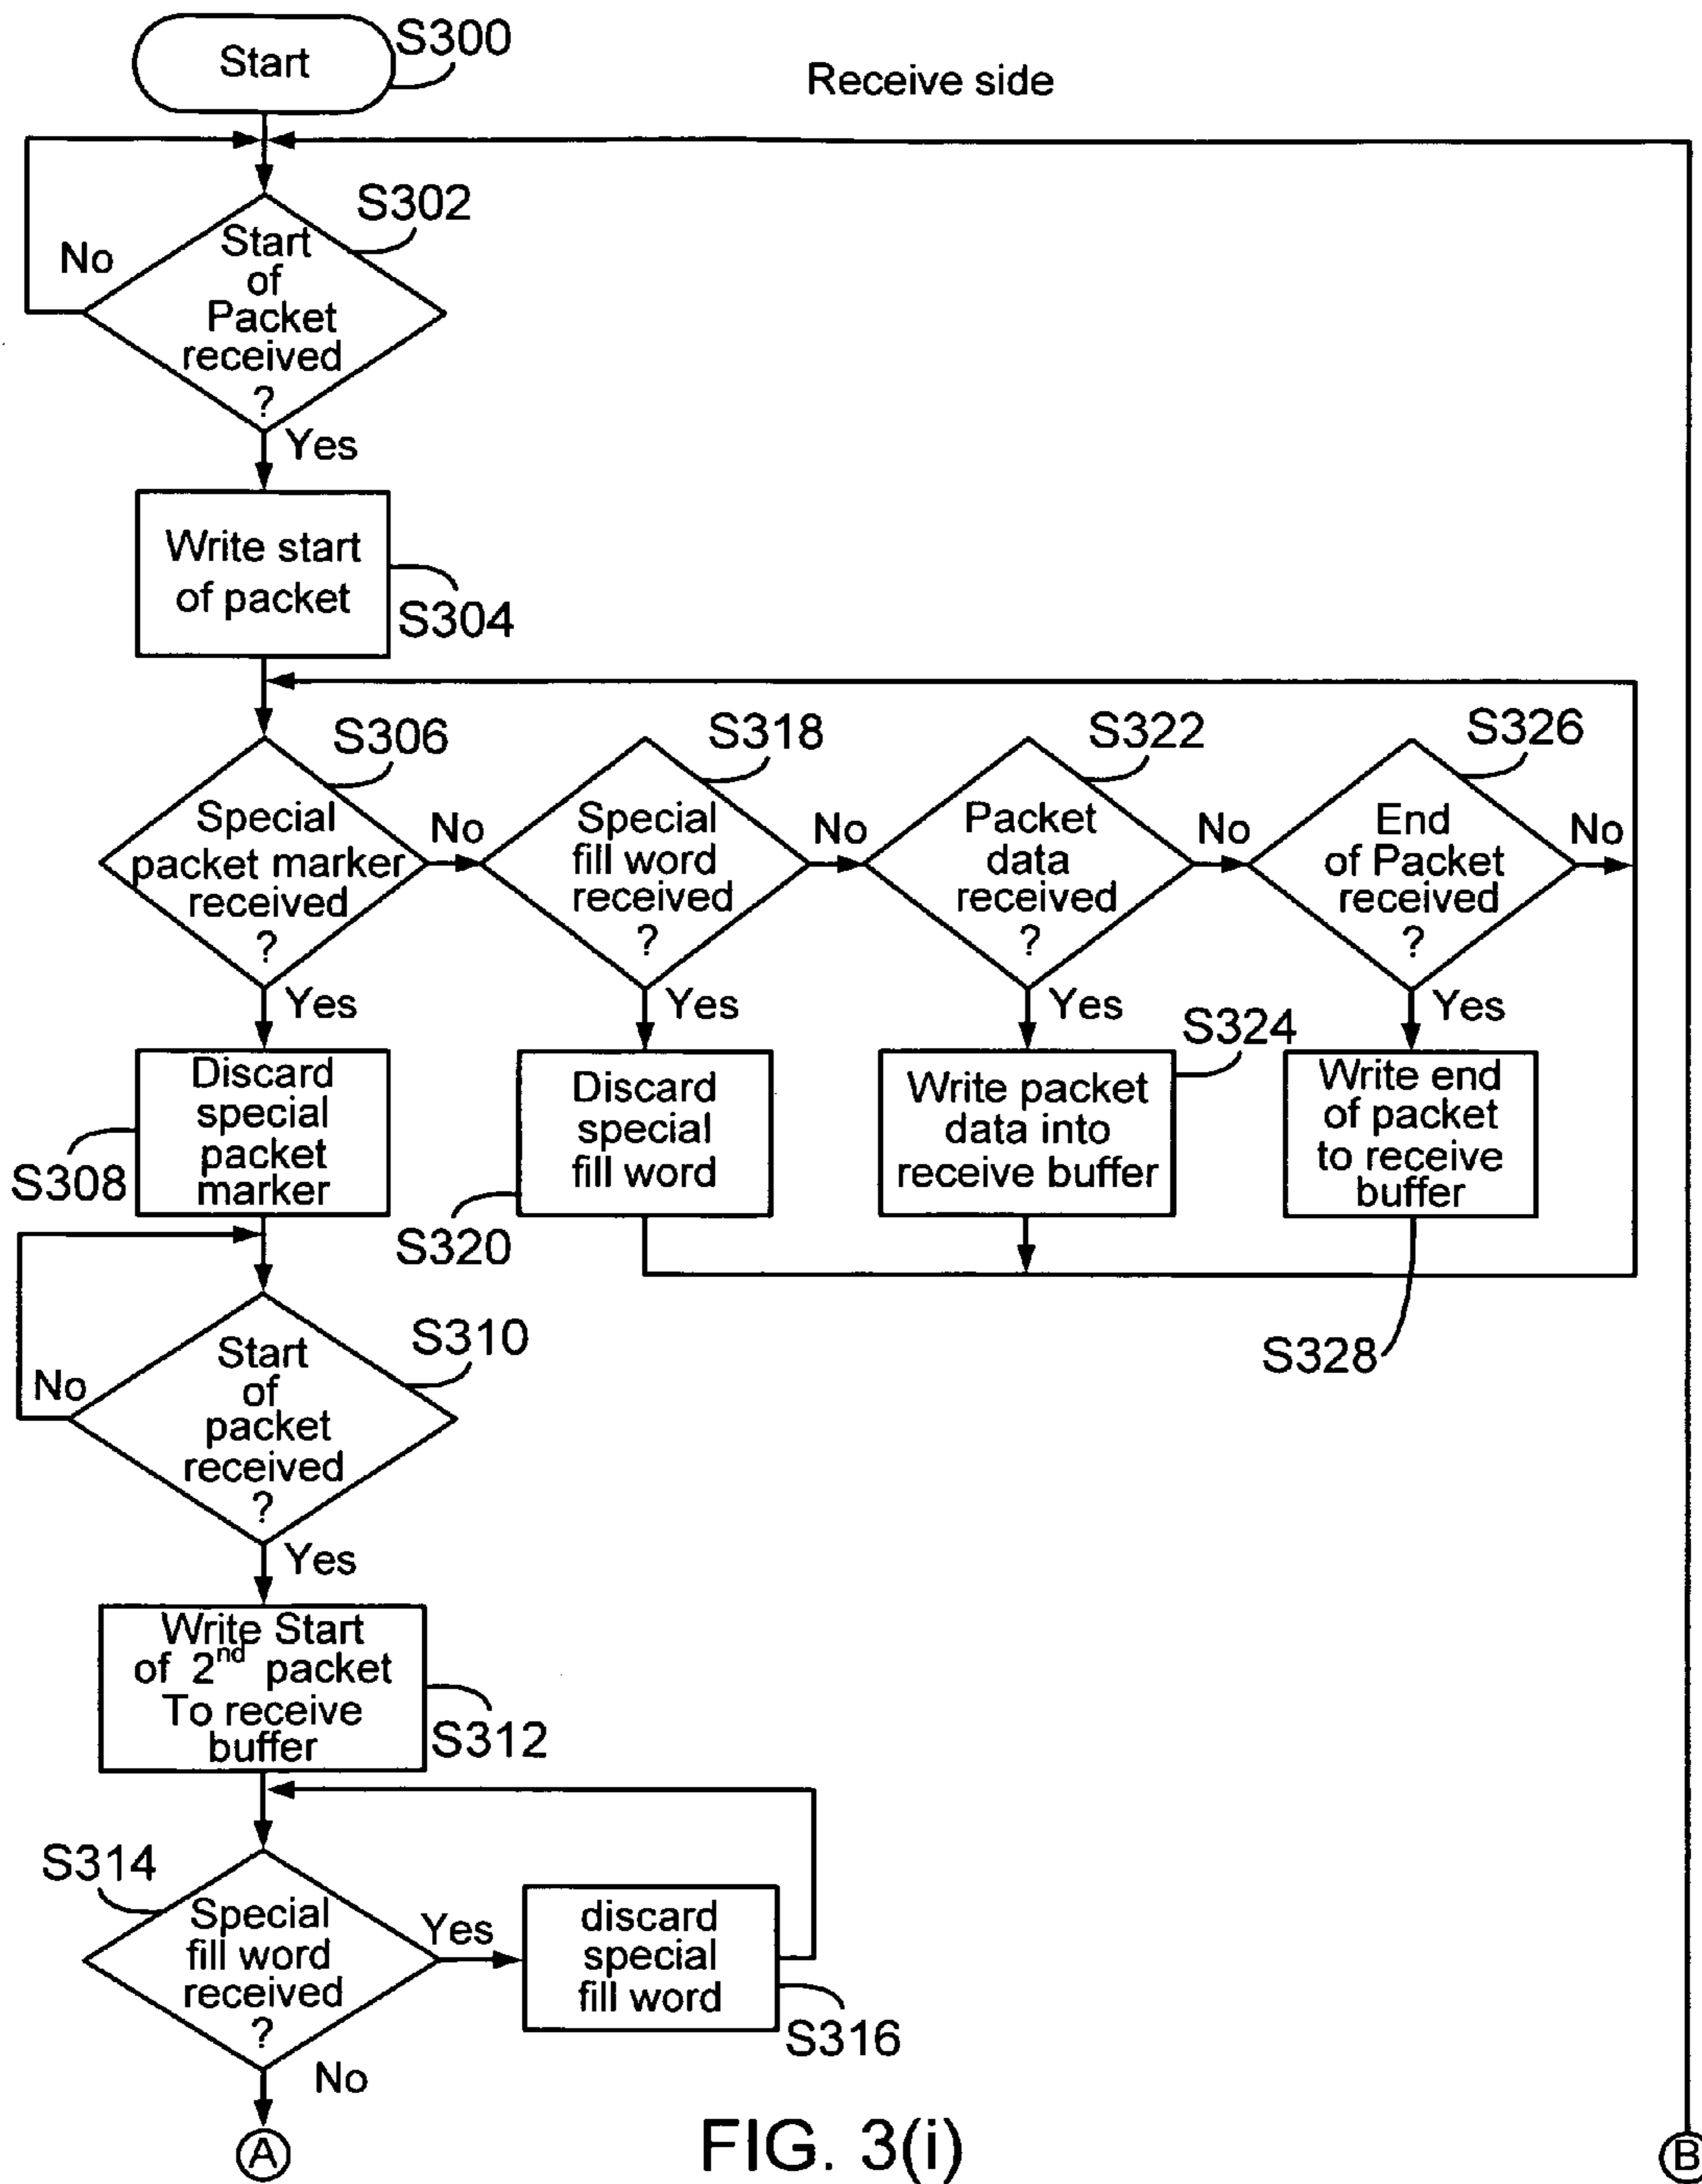 Start
S300
Receive side
S302
Start
of
Packet
received
?
No
Yes
Write start
of packet
S304
S306
Special
packet marker
received
?
No
Yes
S318
Special
fill word
received
?
No
Yes
S322
Packet
data
received
?
No
Yes
S326
End
of Packet
received
?
No
Yes
Discard
special
packet
marker
S308
Discard
special
fill word
S320
Write packet
data into
receive buffer
S324
Write end
of packet
to receive
buffer
S328
S310
Start
of
packet
received
?
No
Yes
Write Start
of 2nd packet
To receive
buffer
S312
S314
Special
fill word
received
?
Yes
discard
special
fill word
S316
No
A
FIG. 3(i)
B